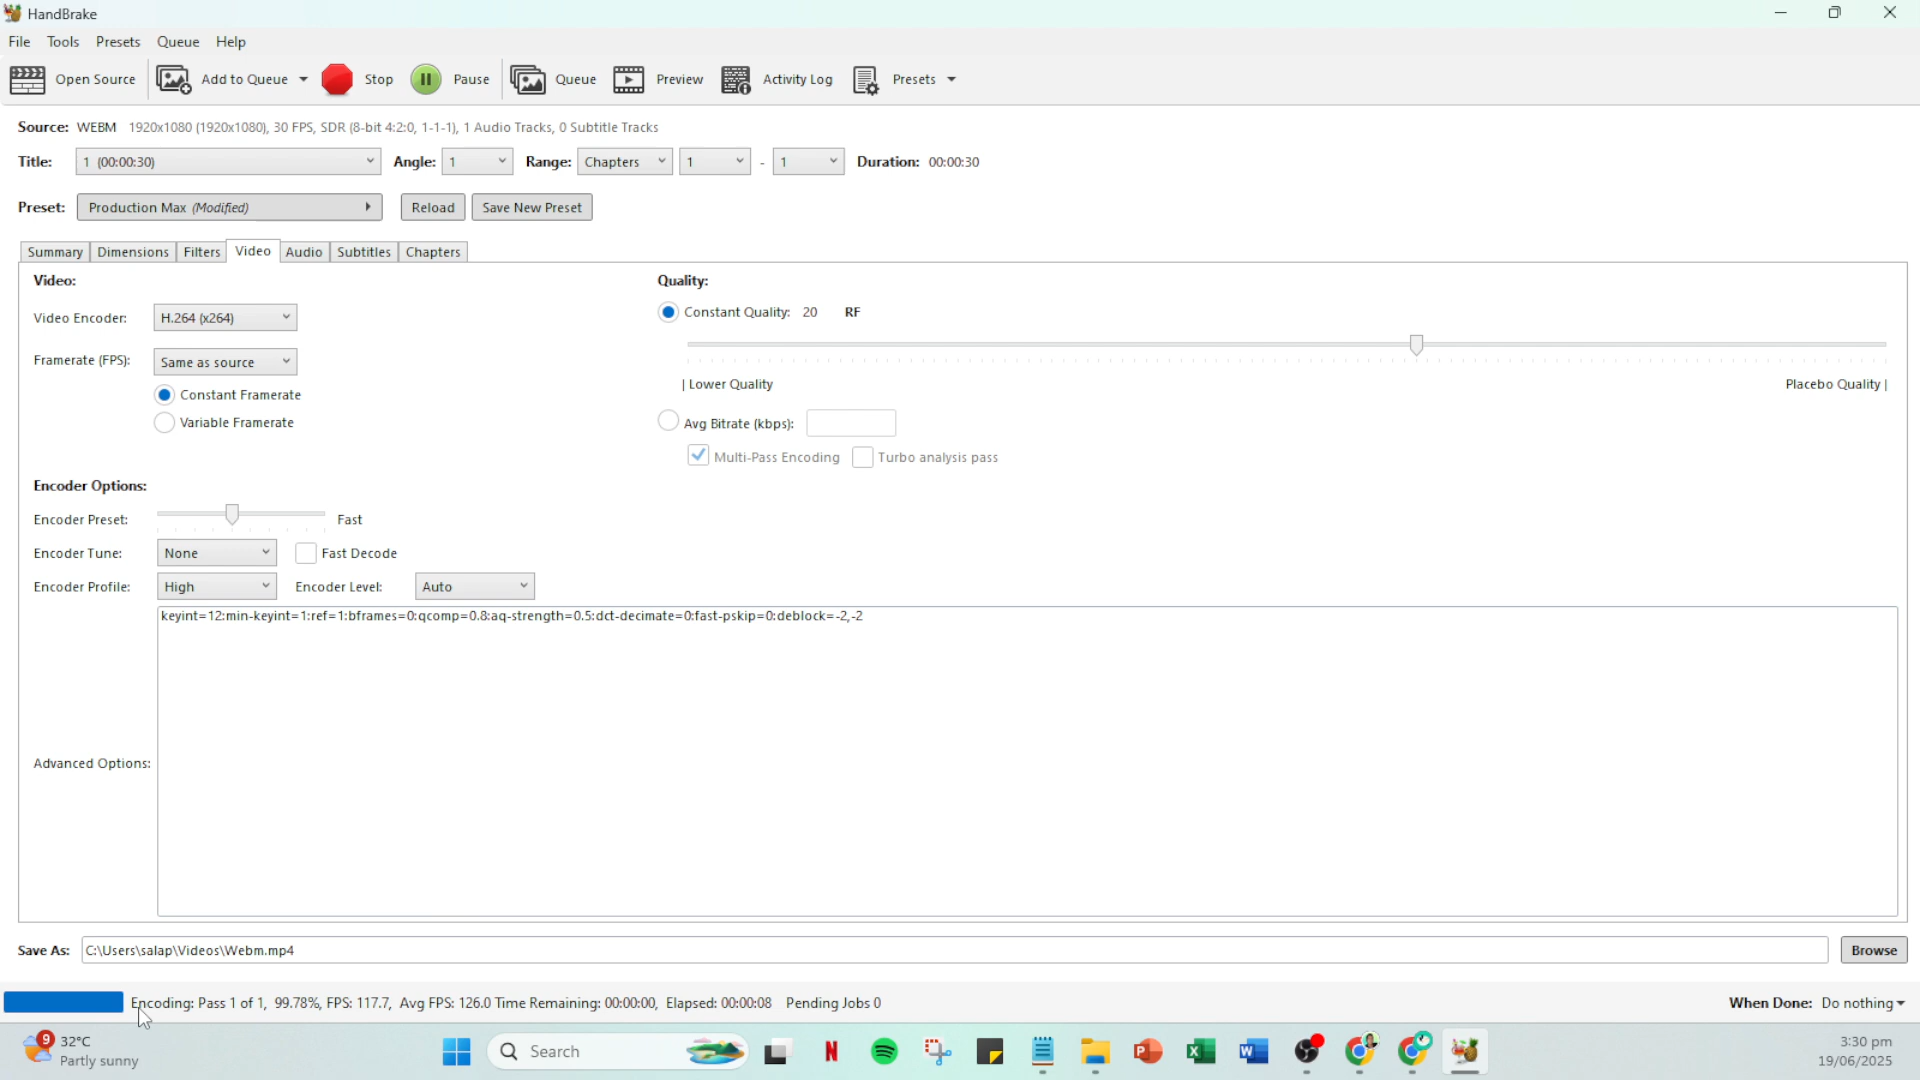 HandBrake
File Tools Presets Queue Help
Open Source Add to Queue Stop Pause Queue Preview Activity Log Presets
Source: WEBM 1920x1080 (1920x1080), 30 FPS, SDR (8-bit 4:2:0, 1-1-1), 1 Audio Tracks, 0 Subtitle Tracks
Title: 1 (00:00:30) Angle: 1 Range: Chapters 1 - 1 Duration: 00:00:30
Preset: Production Max (Modified) Reload Save New Preset
Summary Dimensions Filters Video Audio Subtitles Chapters
Video: Quality:
Constant Quality: 20 RF
Video Encoder: H.264 (x264)
Framerate (FPS): Same as source
| Lower Quality Placebo Quality |
Constant Framerate
Variable Framerate Avg Bitrate (kbps):
Multi-Pass Encoding Turbo analysis pass
Encoder Options:
Encoder Preset: Fast
Encoder Tune: None Fast Decode
Encoder Profile: High Encoder Level: Auto
keyint=12:min-keyint=1:ref=1:bframes=0:qcomp=0.8:aq-strength=0.5:dct-decimate=0:fast-pskip=0:deblock=-2,-2
Advanced Options:
Save As: C:\Users\salap\Videos\Webm.mp4 Browse
Encoding: Pass 1 of 1, 99.78%, FPS: 117.7, Avg FPS: 126.0 Time Remaining: 00:00:00, Elapsed: 00:00:08 Pending Jobs 0 When Done: Do nothing
9 32°C Search 3:30 pm
Partly sunny 19/06/2025